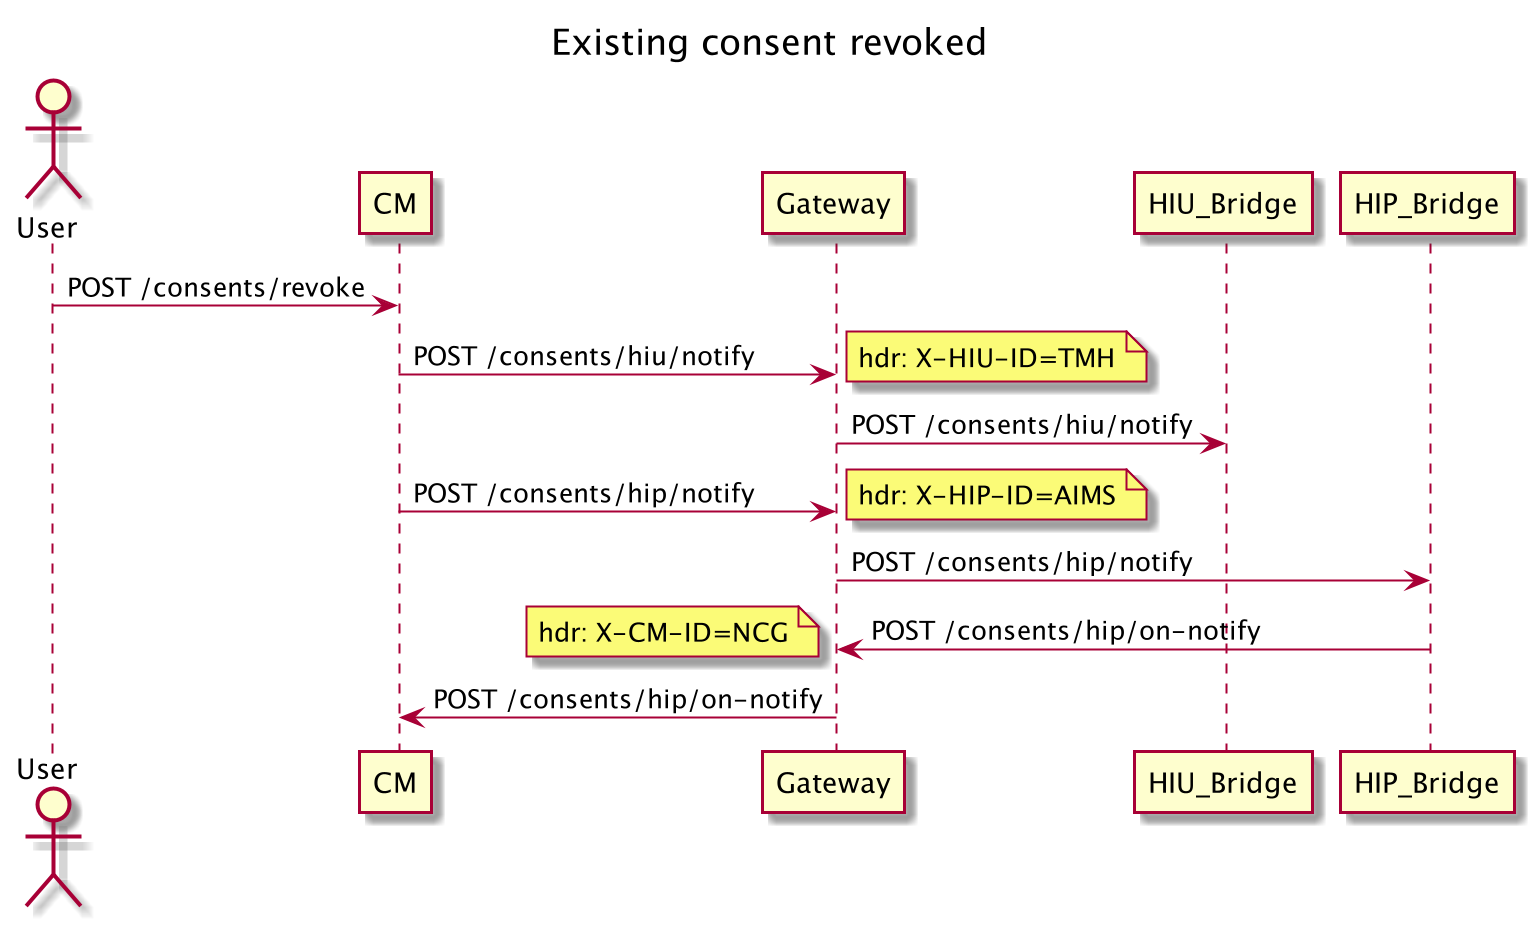 Existing consent revoked
User
CM
Gateway
HIU_Bridge
HIP_Bridge
POST /consents/revoke
POST /consents/hiu/notify
hdr: X-HIU-ID=TMH
POST /consents/hiu/notify
POST /consents/hip/notify
hdr: X-HIP-ID=AIMS
POST /consents/hip/notify
POST /consents/hip/on-notify
hdr: X-CM-ID=NCG
POST /consents/hip/on-notify
User
CM
Gateway
HIU_Bridge
HIP_Bridge